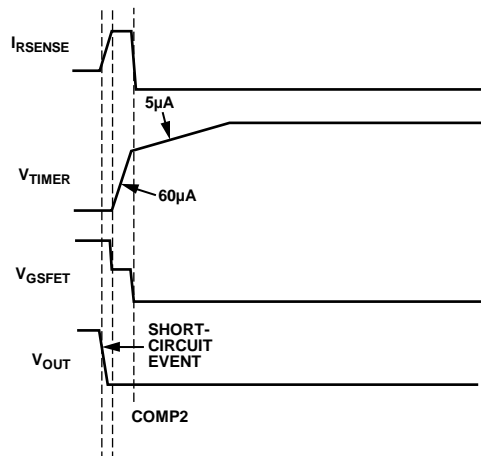 IRSENSE
5µA
VTIMER
60µA
VGSFET
SHORT-
CIRCUIT
EVENT
VOUT
COMP2